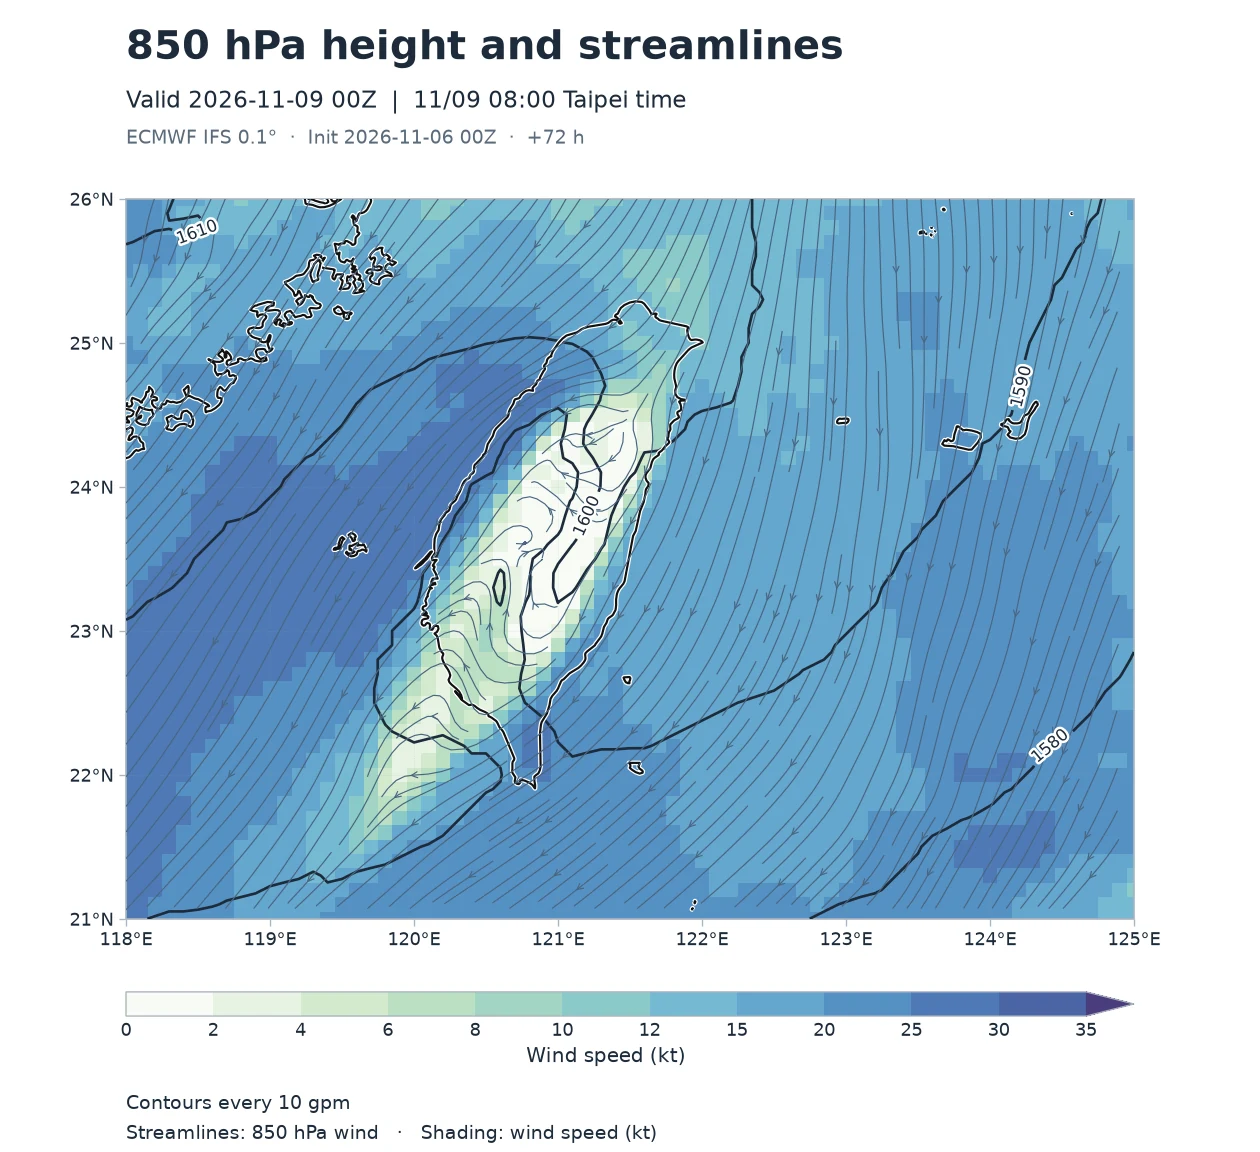 850 hPa height and streamlines
Valid 2026-11-09 00Z | 11/09 08:00 Taipei time
ECMWF IFS 0.1° · Init 2026-11-06 00Z · +72 h
26°N
1610
25°N
1590
24°N
1600
23°N
1580
22°N
21°N
118°E 119°E 120°E 121°E 122°E 123°E 124°E 125°E
0 2 4 6 8 10 12 15 20 25 30 35
Wind speed (kt)
Contours every 10 gpm
Streamlines: 850 hPa wind · Shading: wind speed (kt)